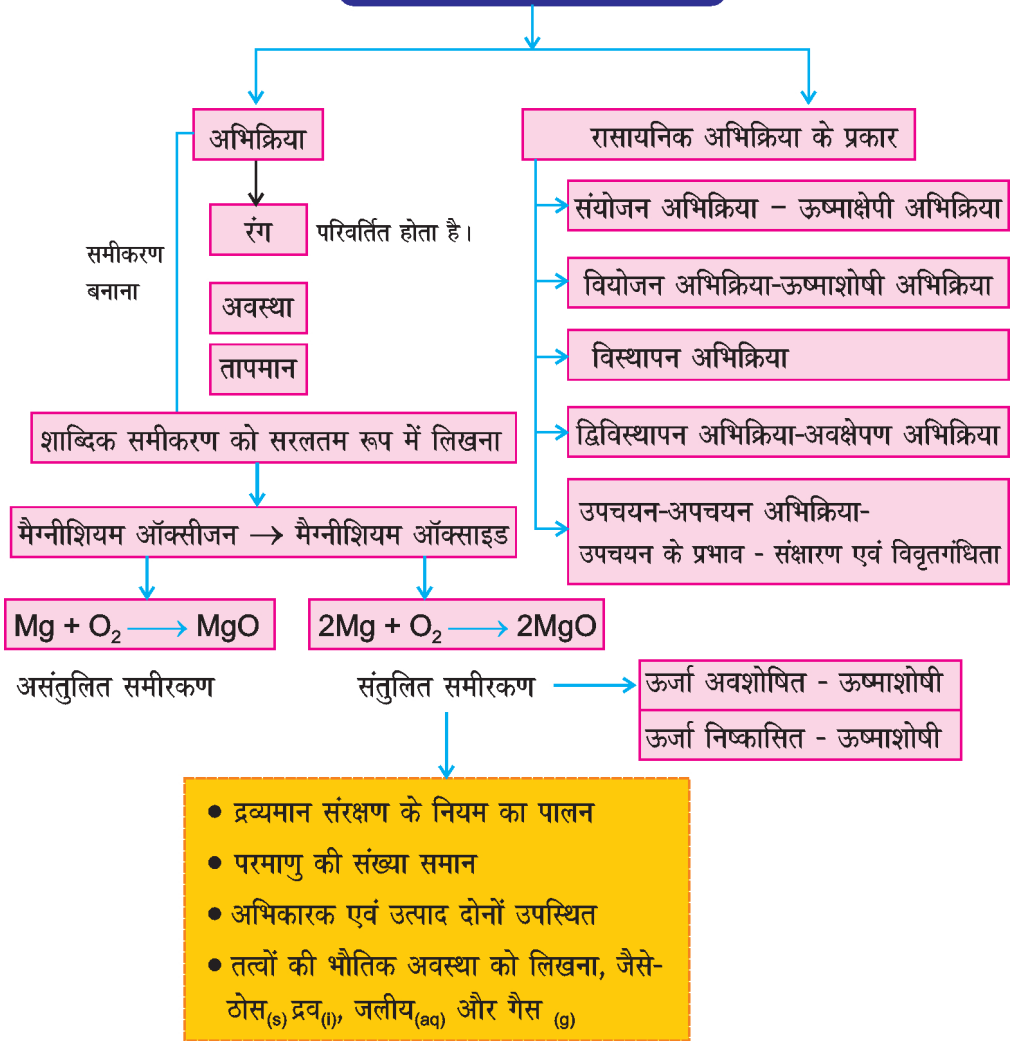 अभिक्रिया
रंग
परिवर्तित होता है।
समीकरण
बनाना
अवस्था
तापमान
शाब्दिक समीकरण को सरलतम रूप में लिखना
मैग्नीशियम ऑक्सीजन → मैग्नीशियम ऑक्साइड
Mg + O₂ ⟶ MgO
असंतुलित समीरकण
2Mg + O₂ ⟶ 2MgO
संतुलित समीरकण
ऊर्जा अवशोषित - ऊष्माशोषी
ऊर्जा निष्कासित - ऊष्माशोषी
• द्रव्यमान संरक्षण के नियम का पालन
• परमाणु की संख्या समान
• अभिकारक एवं उत्पाद दोनों उपस्थित
• तत्वों की भौतिक अवस्था को लिखना, जैसे-
ठोस(s) द्रव(i), जलीय(aq) और गैस (g)
रासायनिक अभिक्रिया के प्रकार
संयोजन अभिक्रिया – ऊष्माक्षेपी अभिक्रिया
वियोजन अभिक्रिया-ऊष्माशोषी अभिक्रिया
विस्थापन अभिक्रिया
द्विविस्थापन अभिक्रिया-अवक्षेपण अभिक्रिया
उपचयन-अपचयन अभिक्रिया-
उपचयन के प्रभाव - संक्षारण एवं विवृतगंधिता